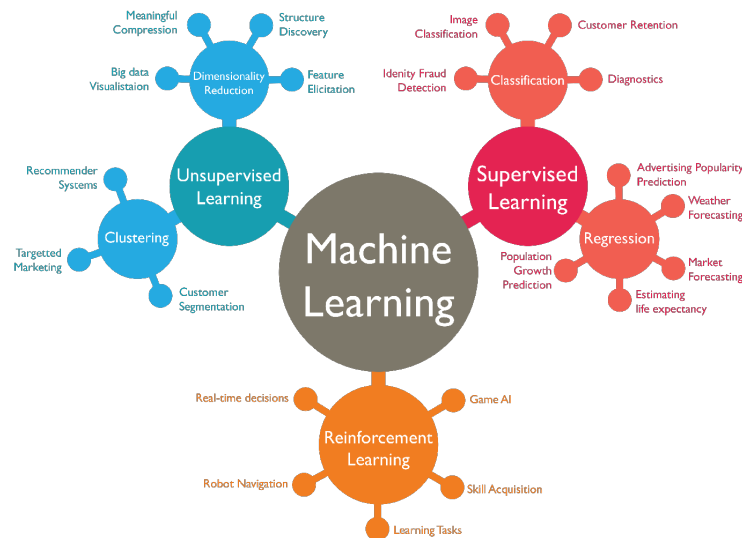 Meaningful
Compression
Structure
Discovery
Big data
Visualistaion
Dimensionality
Reduction
Feature
Elicitation
Unsupervised
Learning
Recommender
Systems
Clustering
Targetted
Marketing
Customer
Segmentation
Machine
Learning
Image
Classification
Customer Retention
Idenity Fraud
Detection
Classification
Diagnostics
Supervised
Learning
Advertising Popularity
Prediction
Weather
Forecasting
Regression
Population
Growth
Prediction
Market
Forecasting
Estimating
life expectancy
Real-time decisions
Game AI
Reinforcement
Learning
Robot Navigation
Skill Acquisition
Learning Tasks